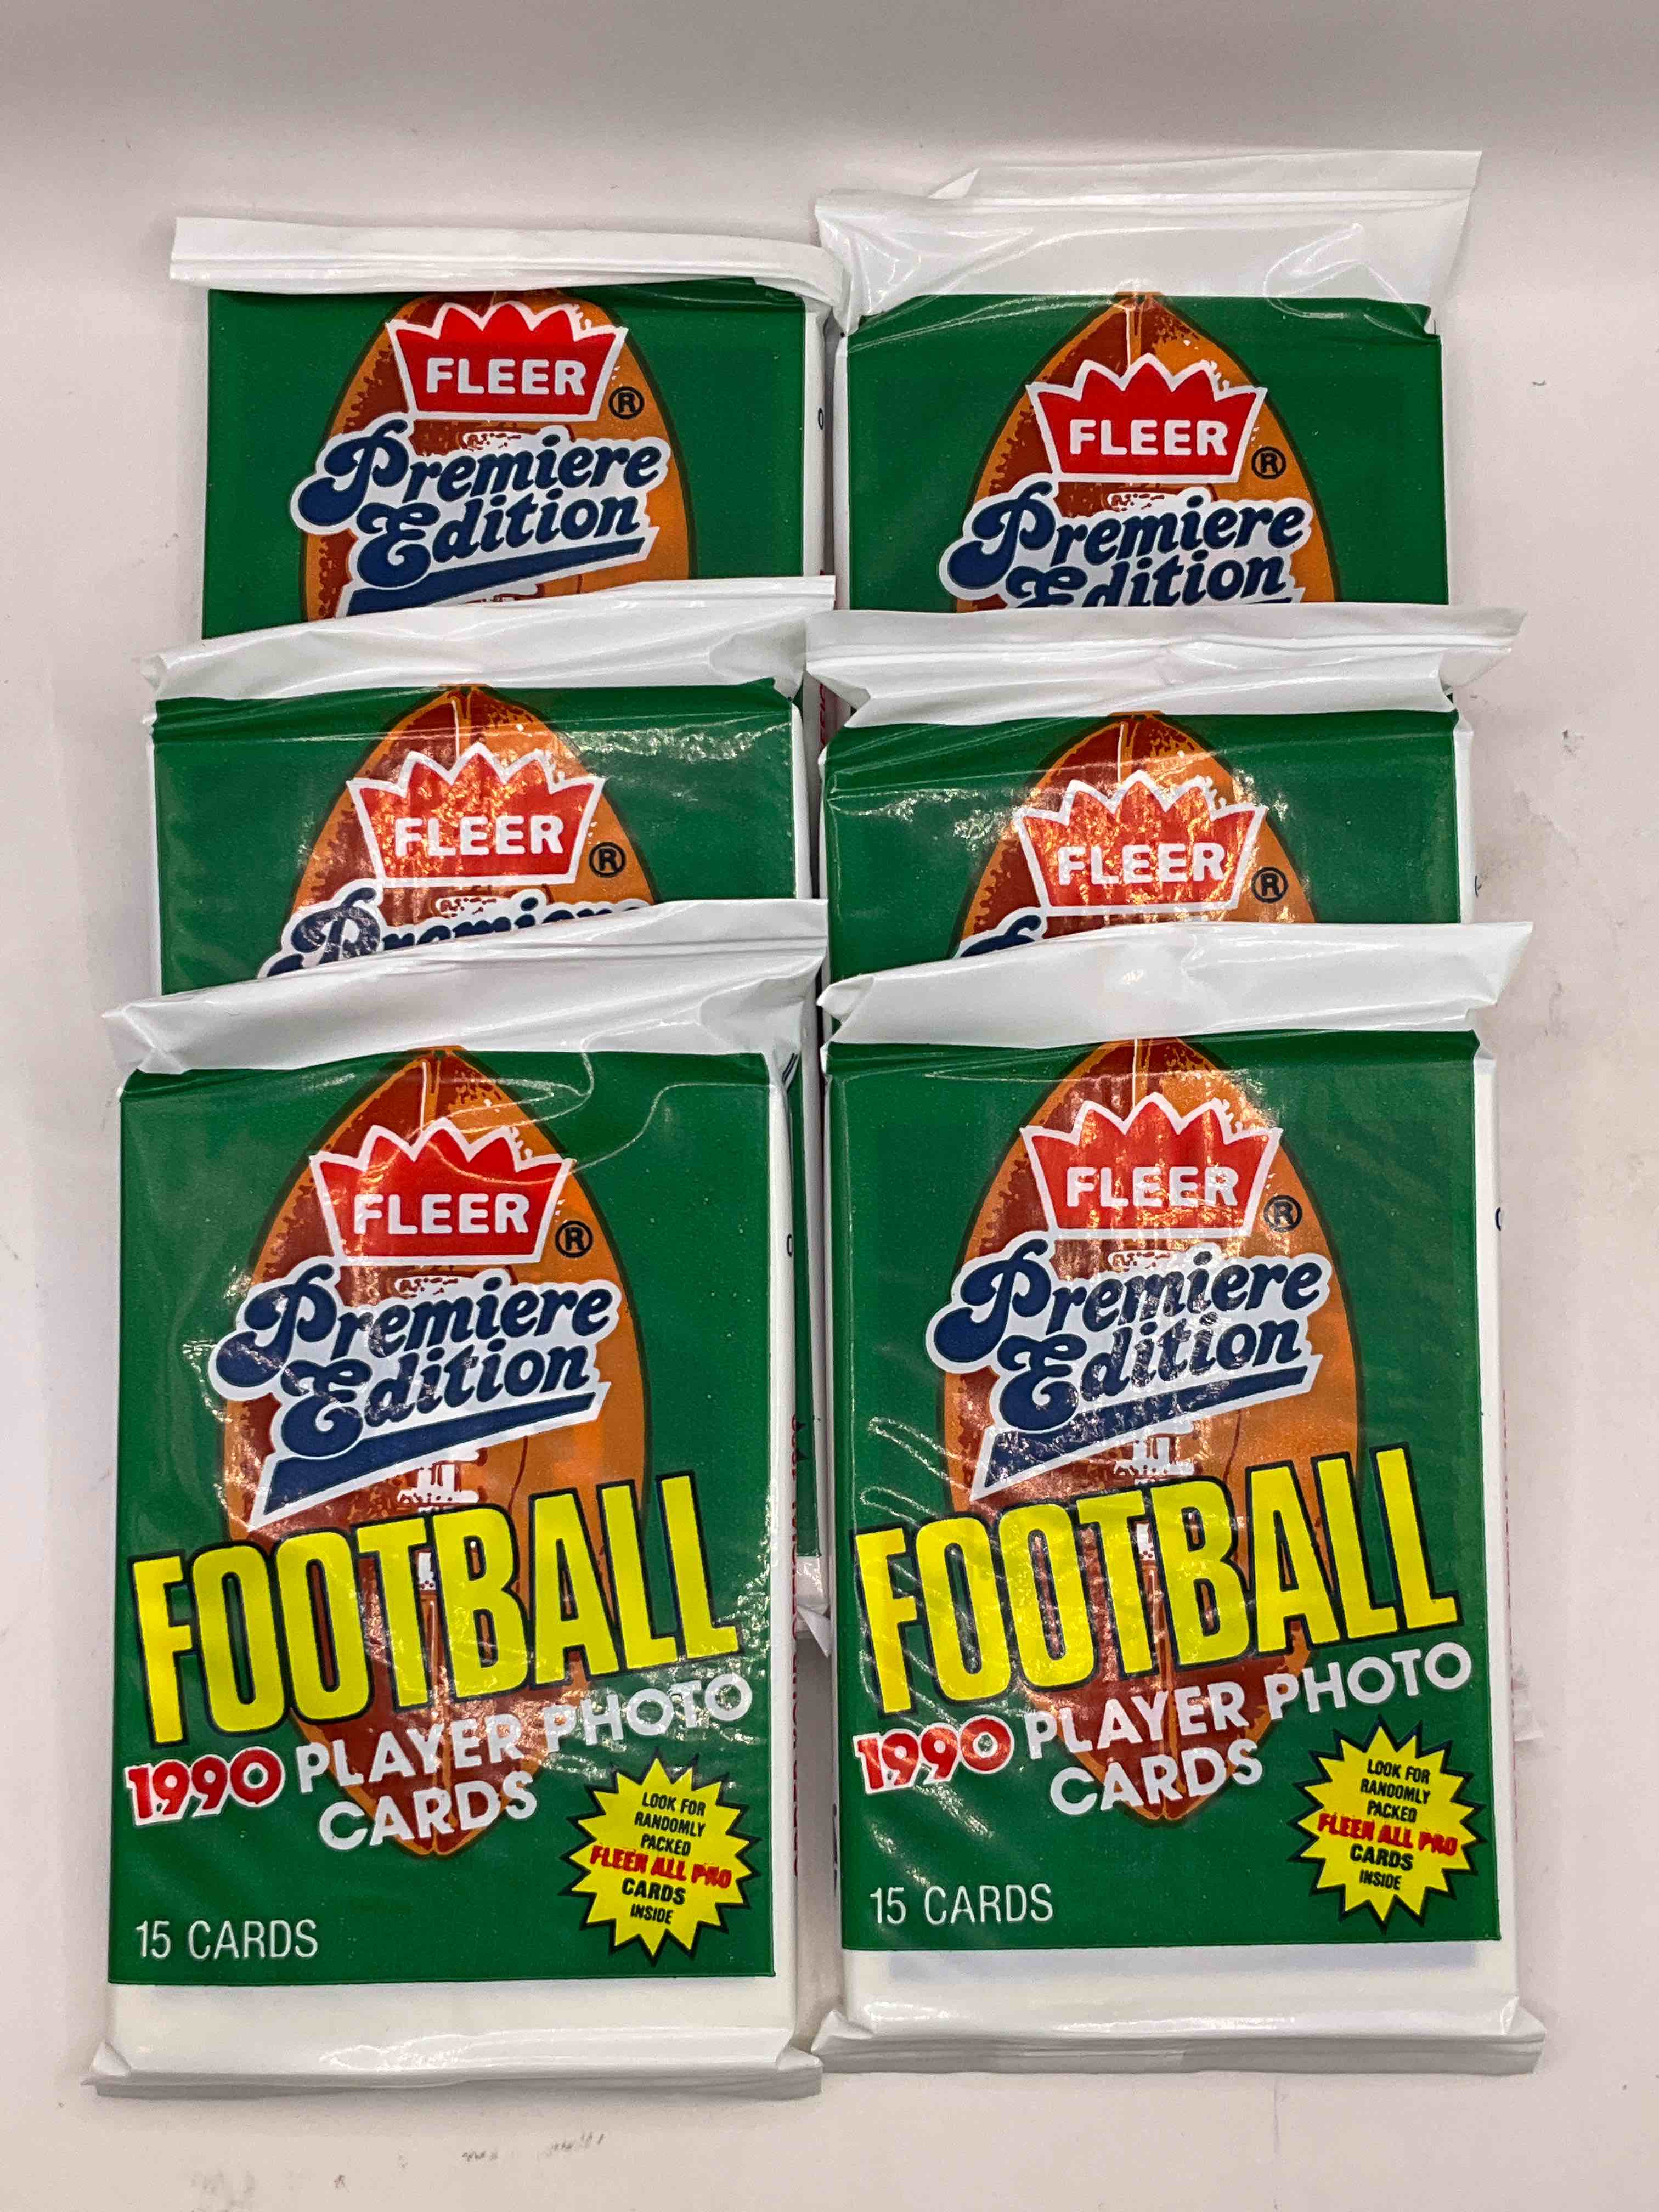 FLEER ®
Premiere
Edition
FLEER ®
Premiere
Edition
FLEER ®
Premiere
FLEER ®
FLEER ®
Premiere
Edition
FOOTBALL
1990 PLAYER PHOTO
CARDS
LOOK FOR
RANDOMLY
PACKED
FLEER ALL PRO
CARDS
INSIDE
15 CARDS
FLEER ®
Premiere
Edition
FOOTBALL
1990 PLAYER PHOTO
CARDS
LOOK FOR
RANDOMLY
PACKED
FLEER ALL PRO
CARDS
INSIDE
15 CARDS